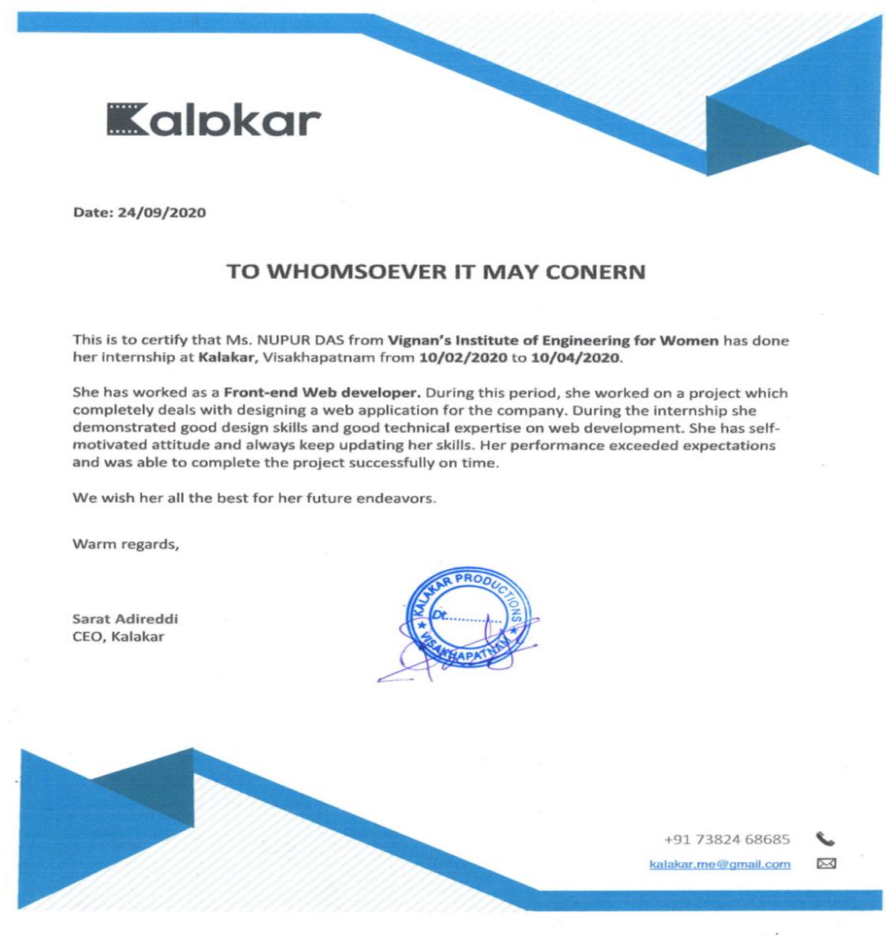 Kalakar
Date: 24/09/2020
TO WHOMSOEVER IT MAY CONERN
This is to certify that Ms. NUPUR DAS from Vignan's Institute of Engineering for Women has done
her internship at Kalakar, Visakhapatnam from 10/02/2020 to 10/04/2020.
She has worked as a Front-end Web developer. During this period, she worked on a project which
completely deals with designing a web application for the company. During the internship she
demonstrated good design skills and good technical expertise on web development. She has self-
motivated attitude and always keep updating her skills. Her performance exceeded expectations
and was able to complete the project successfully on time.
We wish her all the best for her future endeavors.
Warm regards,
Sarat Adireddi
CEO, Kalakar
KALAKAR PRODUCTIONS
Dt..............
★ VISAKHAPATNAM ★
+91 73824 68685
kalakar.me@gmail.com